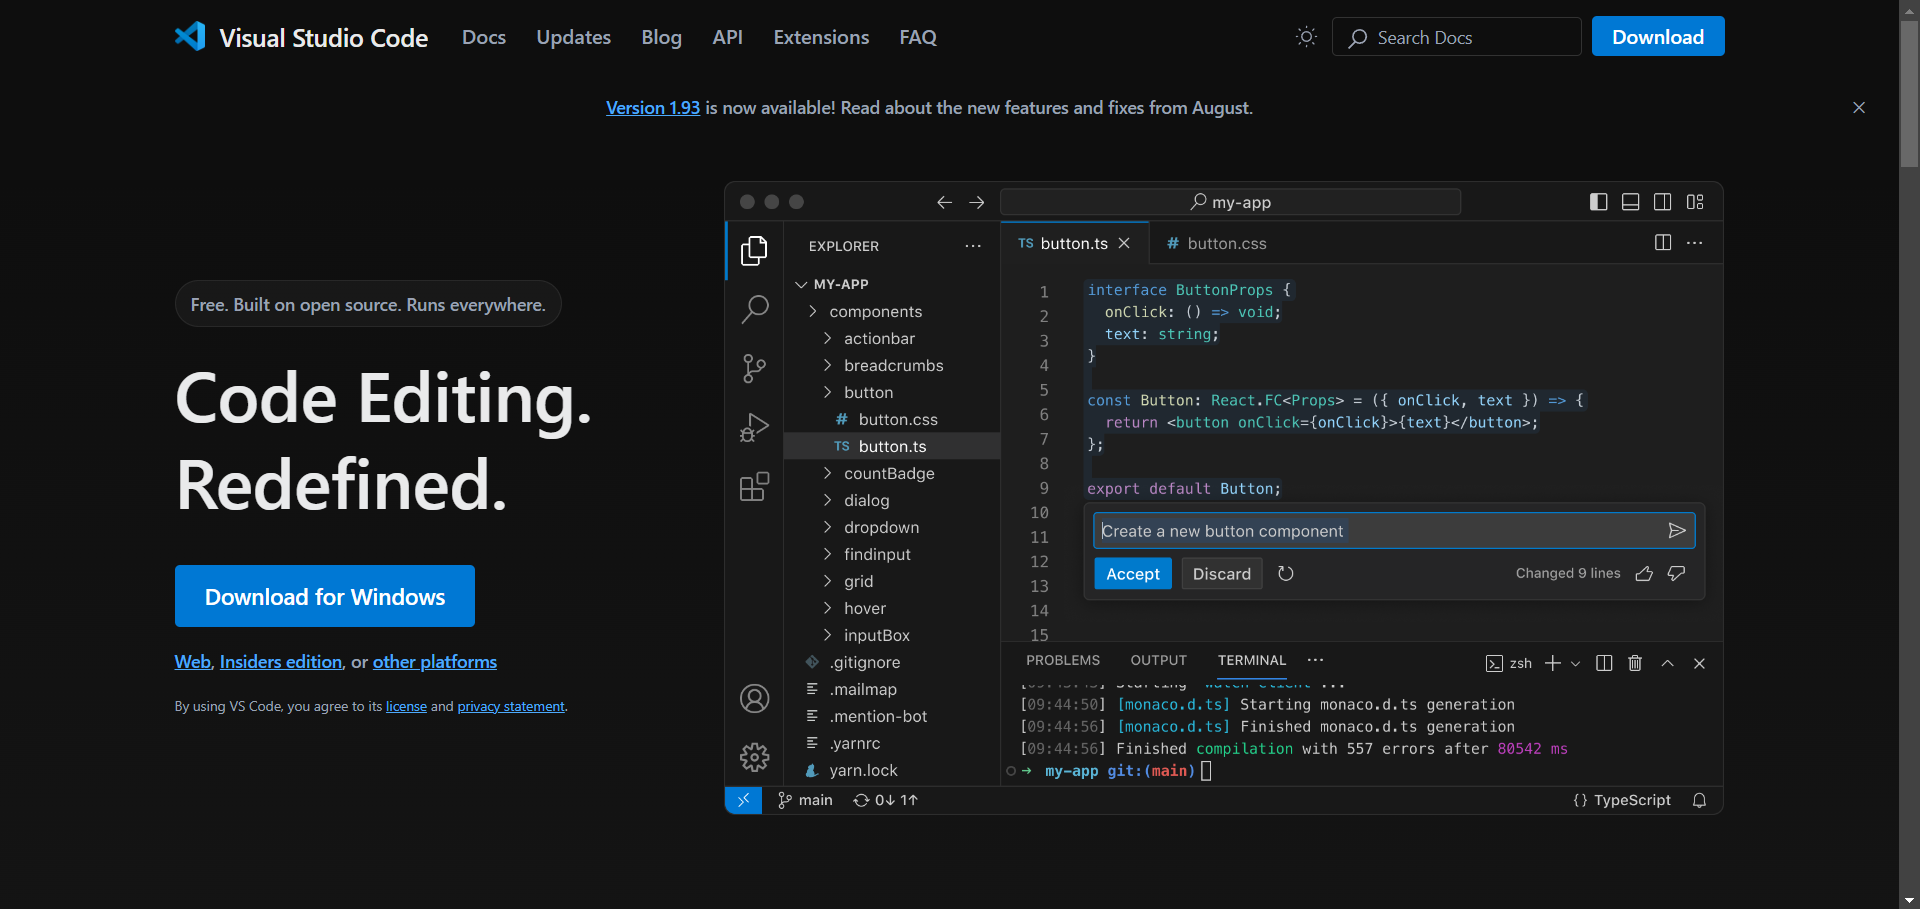 Visual Studio Code Docs Updates Blog API Extensions FAQ Search Docs Download
Version 1.93 is now available! Read about the new features and fixes from August.
Free. Built on open source. Runs everywhere.
Code Editing.
Redefined.
Download for Windows
Web, Insiders edition, or other platforms
By using VS Code, you agree to its license and privacy statement.
my-app
EXPLORER
MY-APP
components
actionbar
breadcrumbs
button
# button.css
TS button.ts
countBadge
dialog
dropdown
findinput
grid
hover
inputBox
.gitignore
.mailmap
.mention-bot
.yarnrc
yarn.lock
TS button.ts
# button.css
1 interface ButtonProps {
2 onClick: () => void;
3 text: string;
4 }
5
6 const Button: React.FC<Props> = ({ onClick, text }) => {
7 return <button onClick={onClick}>{text}</button>;
8 };
9 export default Button;
10
11
12
13
14
15
Create a new button component
Accept Discard Changed 9 lines
PROBLEMS OUTPUT TERMINAL ··· zsh
Starting watch-client ...
[09:44:50] [monaco.d.ts] Starting monaco.d.ts generation
[09:44:56] [monaco.d.ts] Finished monaco.d.ts generation
[09:44:56] Finished compilation with 557 errors after 80542 ms
→ my-app git:(main)
main 0↓ 1↑ {} TypeScript